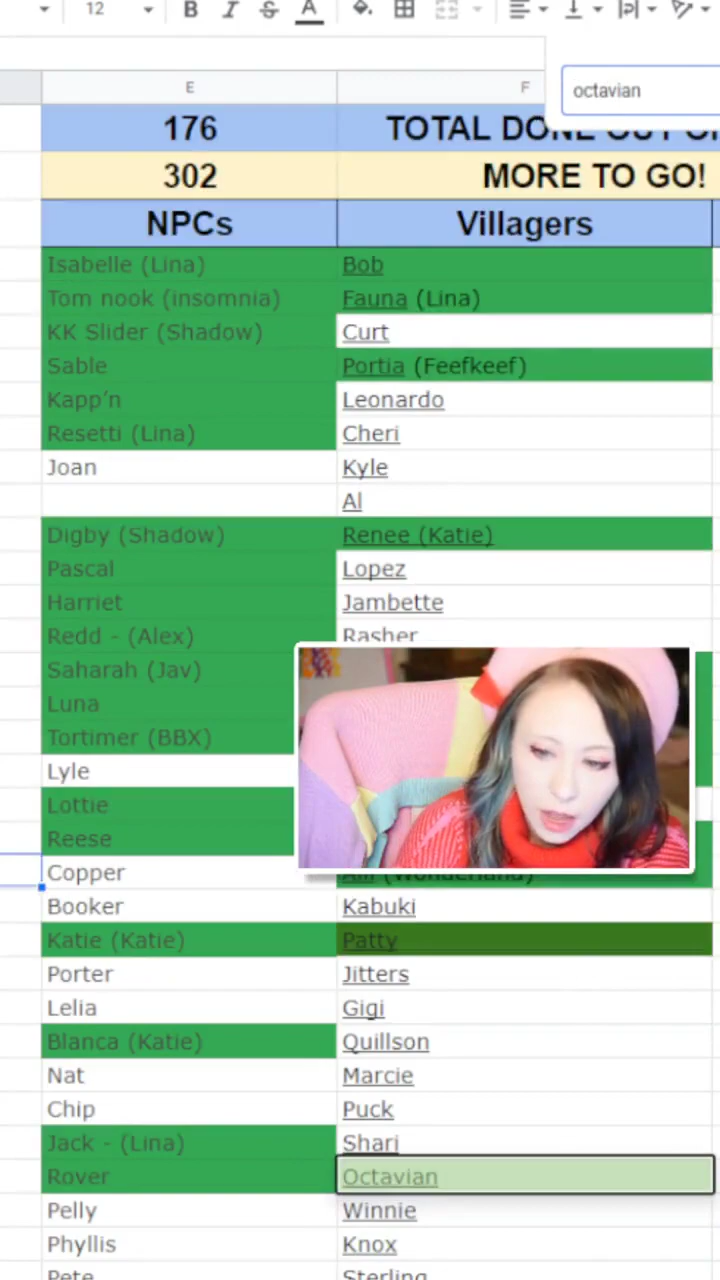 12 B I S A
octavian
E F
176 TOTAL DONE OUT O
302 MORE TO GO!
NPCs Villagers
Isabelle (Lina) Bob
Tom nook (insomnia) Fauna (Lina)
KK Slider (Shadow) Curt
Sable Portia (Feefkeef)
Kapp'n Leonardo
Resetti (Lina) Cheri
Joan Kyle
Al
Digby (Shadow) Renee (Katie)
Pascal Lopez
Harriet Jambette
Redd - (Alex) Rasher
Saharah (Jav)
Luna
Tortimer (BBX)
Lyle
Lottie
Reese
Copper (Wonderland)
Booker Kabuki
Katie (Katie) Patty
Porter Jitters
Lelia Gigi
Blanca (Katie) Quillson
Nat Marcie
Chip Puck
Jack - (Lina) Shari
Rover Octavian
Pelly Winnie
Phyllis Knox
Pete Sterling